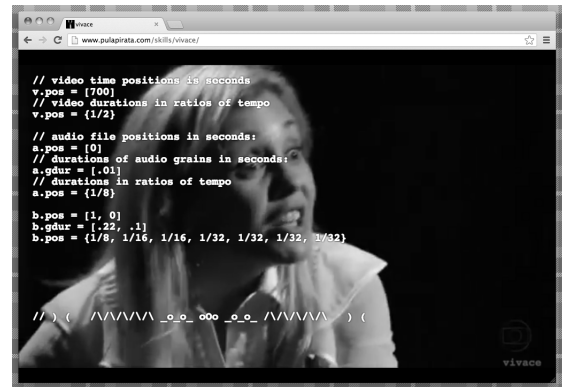 vivace
www.pulapirata.com/skills/vivace/
// video time positions is seconds
v.pos = [700]
// video durations in ratios of tempo
v.pos = {1/2}
// audio file positions in seconds:
a.pos = [0]
// durations of audio grains in seconds:
a.gdur = [.01]
// durations in ratios of tempo
a.pos = {1/8}
b.pos = [1, 0]
b.gdur = [.22, .1]
b.pos = {1/8, 1/16, 1/16, 1/32, 1/32, 1/32, 1/32}
// ) (   /\/\/\/\/\ _o_o_ oOo _o_o_ /\/\/\/\/\   ) (
vivace